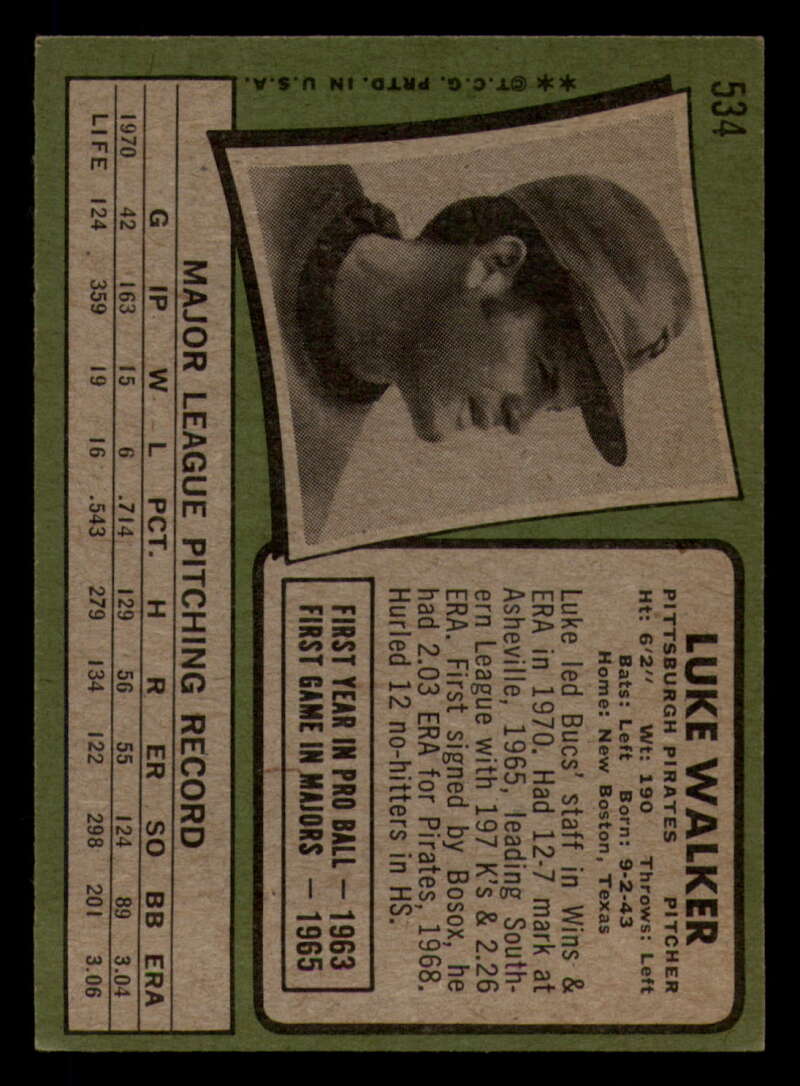 534
LUKE WALKER
PITTSBURGH PIRATES PITCHER
Ht: 6'2" Wt: 190 Throws: Left
Bats: Left Born: 9-2-43
Home: New Boston, Texas
Luke led Bucs' staff in Wins &
ERA in 1970. Had 12-7 mark at
Asheville, 1965, leading South-
ern League with 197 K's & 2.26
ERA. First signed by Bosox, he
had 2.03 ERA for Pirates, 1968.
Hurled 12 no-hitters in HS.
FIRST YEAR IN PRO BALL — 1963
FIRST GAME IN MAJORS — 1965
MAJOR LEAGUE PITCHING RECORD
G IP W L PCT. H R ER SO BB ERA
1970 42 163 15 6 .714 129 56 55 124 89 3.04
LIFE 124 359 19 16 .543 279 134 122 298 201 3.06
**©T.C.G. PRTD. IN U.S.A.